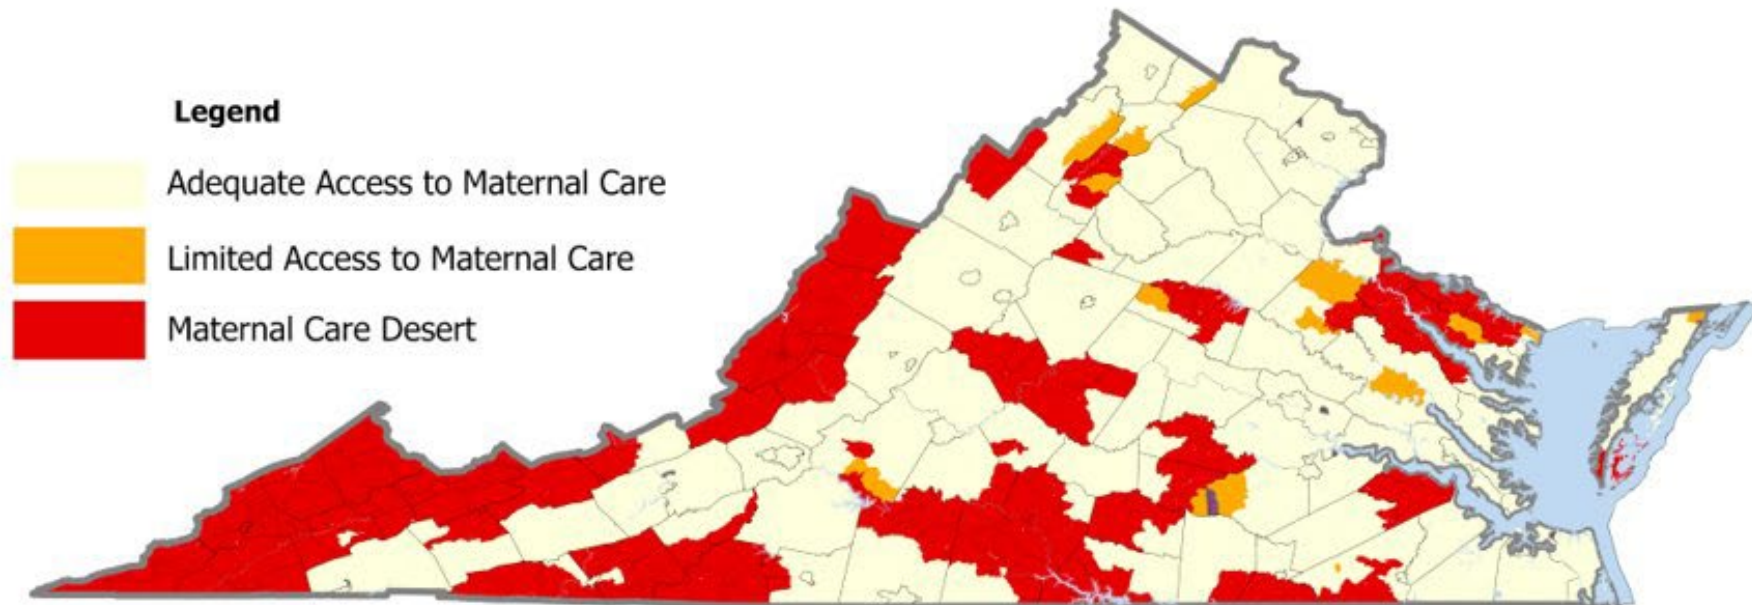 Legend
Adequate Access to Maternal Care
Limited Access to Maternal Care
Maternal Care Desert